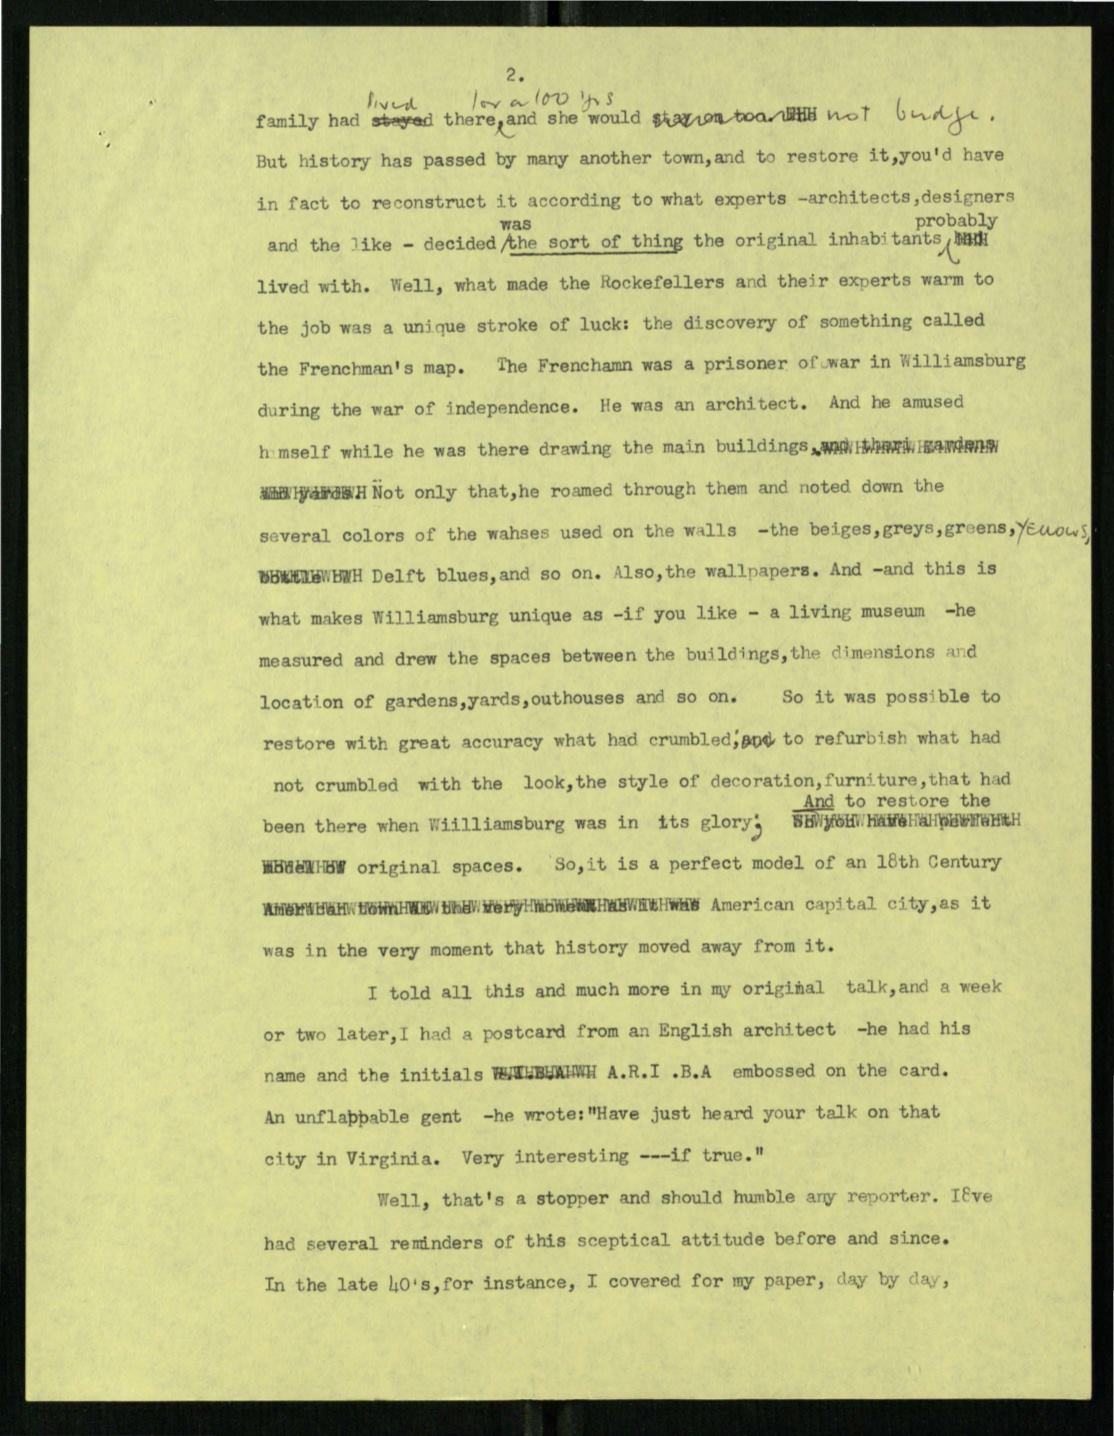 2.
lived for a 100 yrs
family had stayed there,and she would stay on too. not budge.
But history has passed by many another town,and to restore it,you'd have
in fact to reconstruct it according to what experts -architects,designers
was probably
and the like - decided/the sort of thing the original inhabitants had
lived with. Well, what made the Rockefellers and their experts warm to
the job was a unique stroke of luck: the discovery of something called
the Frenchman's map. The Frenchamn was a prisoner of war in Williamsburg
during the war of independence. He was an architect. And he amused
h mself while he was there drawing the main buildings,and thari gardens
and yards. Not only that,he roamed through them and noted down the
several colors of the wahses used on the walls -the beiges,greys,greens,yellows,
bottle Delft blues,and so on. Also,the wallpapers. And -and this is
what makes Williamsburg unique as -if you like - a living museum -he
measured and drew the spaces between the buildings,the dimensions and
location of gardens,yards,outhouses and so on. So it was possible to
restore with great accuracy what had crumbled; and to refurbish what had
not crumbled with the look,the style of decoration,furniture,that had
And to restore the
been there when Wiilliamsburg was in its glory; So you have a perfect
model of original spaces. So,it is a perfect model of an 18th Century
American town at the very moment as it was American capital city,as it
was in the very moment that history moved away from it.
I told all this and much more in my original talk,and a week
or two later,I had a postcard from an English architect -he had his
name and the initials A.R.I .B.A embossed on the card.
An unflappable gent -he wrote:"Have just heard your talk on that
city in Virginia. Very interesting ---if true."
Well, that's a stopper and should humble any reporter. I8ve
had several reminders of this sceptical attitude before and since.
In the late 40's,for instance, I covered for my paper, day by day,